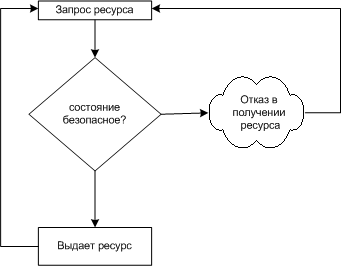 Запрос ресурса
состояние
безопасное?
Отказ в
получении
ресурса
Выдает ресурс